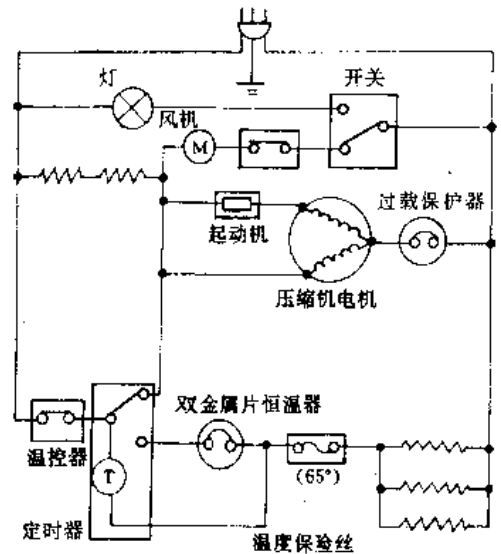 灯
开关
风机
M
过载保护器
起动机
压缩机电机
双金属片恒温器
温控器
T
(65°)
定时器
温度保险丝